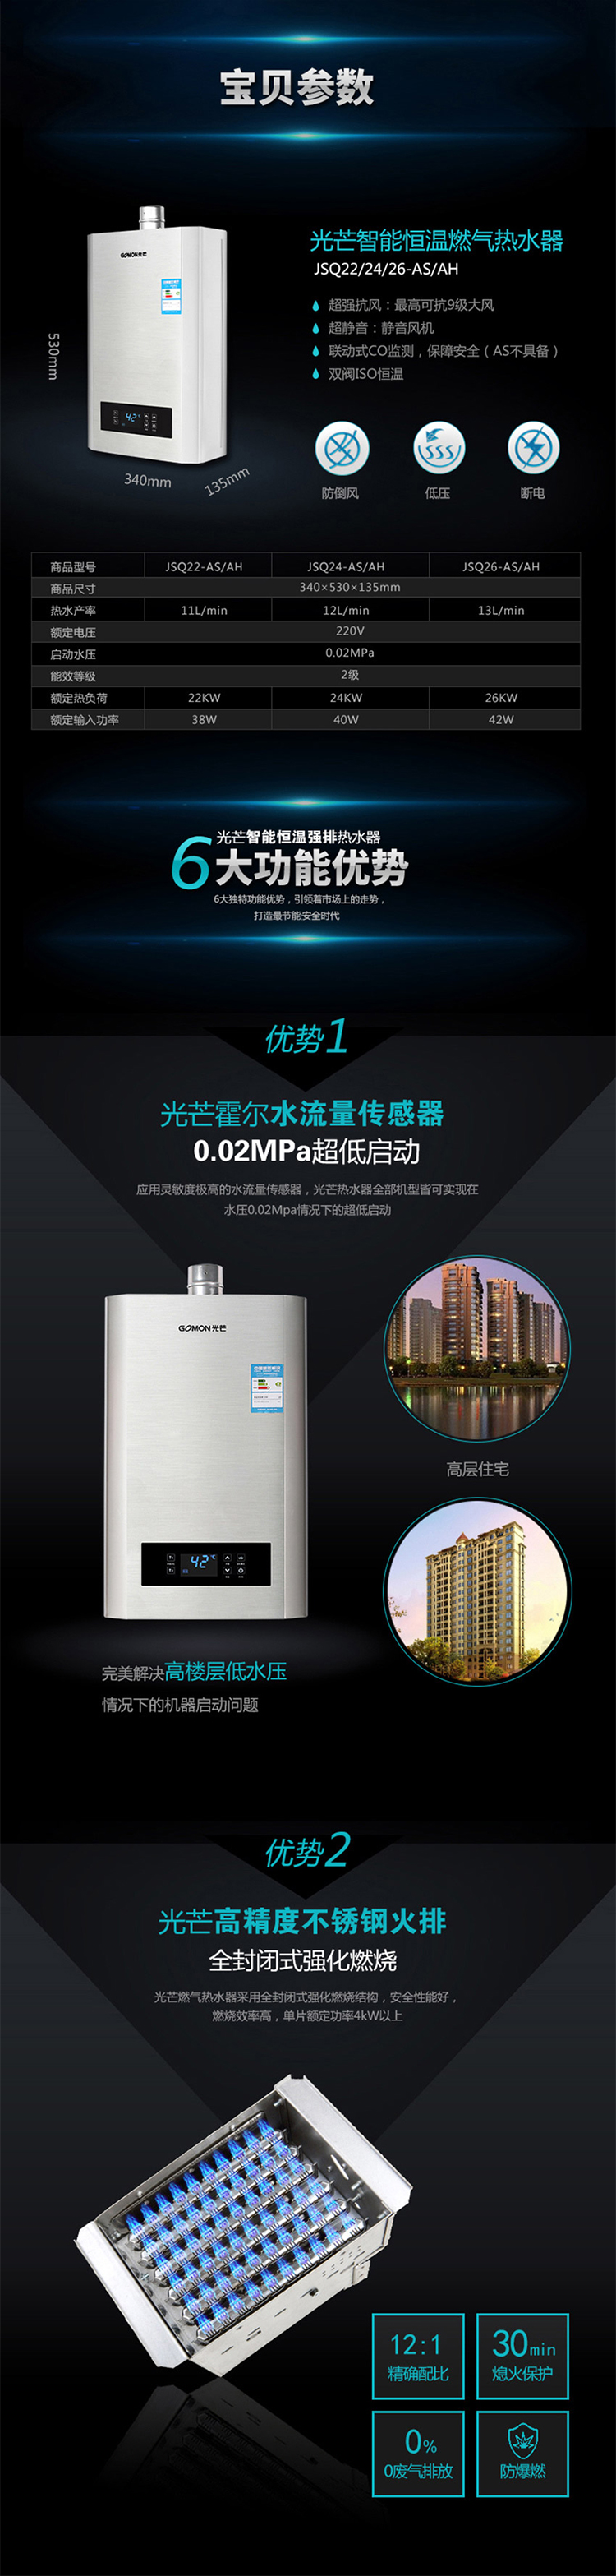 宝贝参数
GOMON光芒
42
530mm
340mm
135mm
光芒智能恒温燃气热水器
JSQ22/24/26-AS/AH
超强抗风：最高可抗9级大风
超静音：静音风机
联动式CO监测，保障安全（AS不具备）
双阀ISO恒温
防倒风
低压
断电
商品型号 JSQ22-AS/AH JSQ24-AS/AH JSQ26-AS/AH
商品尺寸 340×530×135mm
热水产率 11L/min 12L/min 13L/min
额定电压 220V
启动水压 0.02MPa
能效等级 2级
额定热负荷 22KW 24KW 26KW
额定输入功率 38W 40W 42W
光芒智能恒温强排热水器
6大功能优势
6大独特功能优势，引领着市场上的走势，
打造最节能安全时代
优势1
光芒霍尔水流量传感器
0.02MPa超低启动
应用灵敏度极高的水流量传感器，光芒热水器全部机型皆可实现在
水压0.02Mpa情况下的超低启动
GOMON 光芒
42℃
高层住宅
完美解决高楼层低水压
情况下的机器启动问题
优势2
光芒高精度不锈钢火排
全封闭式强化燃烧
光芒燃气热水器采用全封闭式强化燃烧结构，安全性能好，
燃烧效率高，单片额定功率4kW以上
12:1
精确配比
30min
熄火保护
0%
0废气排放
防爆燃